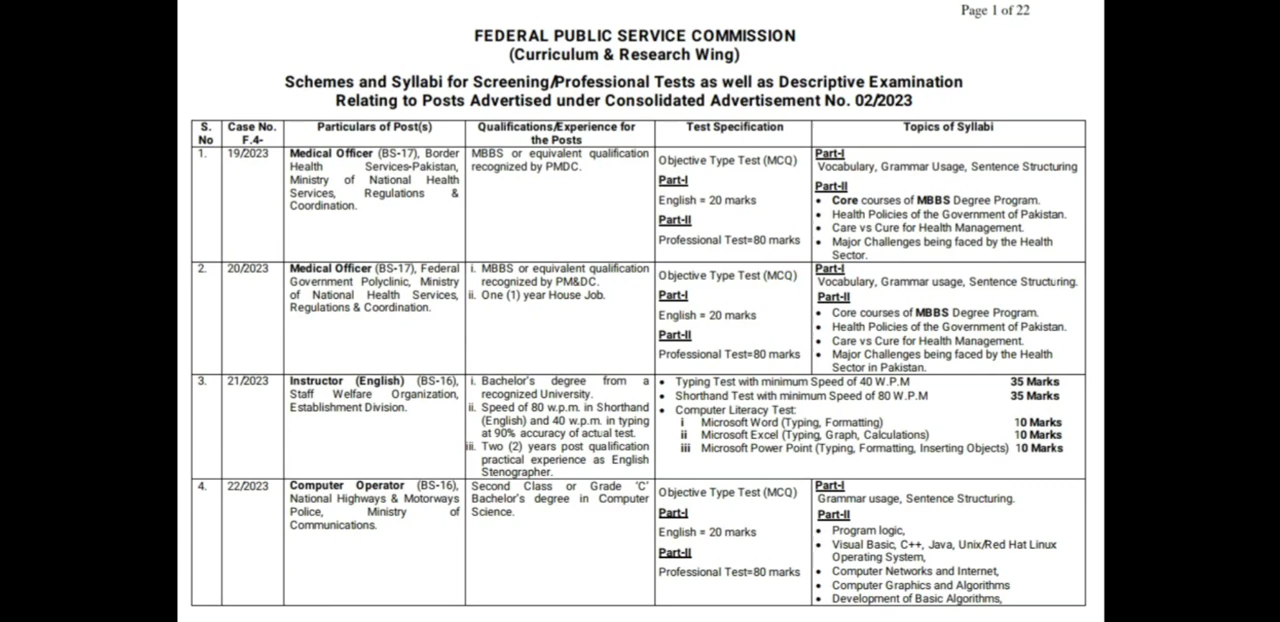 Page 1 of 22
FEDERAL PUBLIC SERVICE COMMISSION
(Curriculum & Research Wing)
Schemes and Syllabi for Screening/Professional Tests as well as Descriptive Examination
Relating to Posts Advertised under Consolidated Advertisement No. 02/2023
S. No
Case No. F.4-
Particulars of Post(s)
Qualifications/Experience for the Posts
Test Specification
Topics of Syllabi
1.
19/2023
Medical Officer (BS-17), Border
Health Services-Pakistan,
Ministry of National Health
Services, Regulations &
Coordination.
MBBS or equivalent qualification
recognized by PMDC.
Objective Type Test (MCQ)
Part-I
English = 20 marks
Part-II
Professional Test=80 marks
Part-I
Vocabulary, Grammar Usage, Sentence Structuring
Part-II
• Core courses of MBBS Degree Program.
• Health Policies of the Government of Pakistan.
• Care vs Cure for Health Management.
• Major Challenges being faced by the Health
Sector.
2.
20/2023
Medical Officer (BS-17), Federal
Government Polyclinic, Ministry
of National Health Services,
Regulations & Coordination.
i. MBBS or equivalent qualification
recognized by PM&DC.
ii. One (1) year House Job.
Objective Type Test (MCQ)
Part-I
English = 20 marks
Part-II
Professional Test=80 marks
Part-I
Vocabulary, Grammar usage, Sentence Structuring.
Part-II
• Core courses of MBBS Degree Program.
• Health Policies of the Government of Pakistan.
• Care vs Cure for Health Management.
• Major Challenges being faced by the Health
Sector in Pakistan.
3.
21/2023
Instructor (English) (BS-16),
Staff Welfare Organization,
Establishment Division.
i. Bachelor's degree from a
recognized University.
ii. Speed of 80 w.p.m. in Shorthand
(English) and 40 w.p.m. in typing
at 90% accuracy of actual test.
iii. Two (2) years post qualification
practical experience as English
Stenographer.
• Typing Test with minimum Speed of 40 W.P.M 35 Marks
• Shorthand Test with minimum Speed of 80 W.P.M 35 Marks
• Computer Literacy Test:
i Microsoft Word (Typing, Formatting) 10 Marks
ii Microsoft Excel (Typing, Graph, Calculations) 10 Marks
iii Microsoft Power Point (Typing, Formatting, Inserting Objects) 10 Marks
4.
22/2023
Computer Operator (BS-16),
National Highways & Motorways
Police, Ministry of
Communications.
Second Class or Grade 'C'
Bachelor's degree in Computer
Science.
Objective Type Test (MCQ)
Part-I
English = 20 marks
Part-II
Professional Test=80 marks
Part-I
Grammar usage, Sentence Structuring.
Part-II
• Program logic,
• Visual Basic, C++, Java, Unix/Red Hat Linux
Operating System,
• Computer Networks and Internet,
• Computer Graphics and Algorithms
• Development of Basic Algorithms,